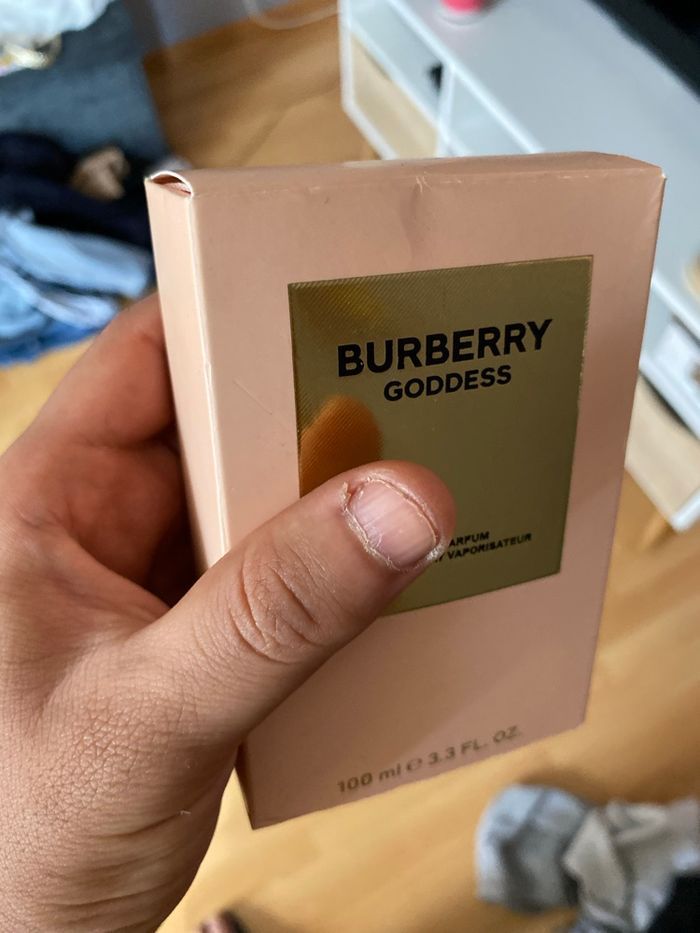 BURBERRY
GODDESS
ARFUM
VAPORISATEUR
100 ml ℮ 3.3 FL. OZ.